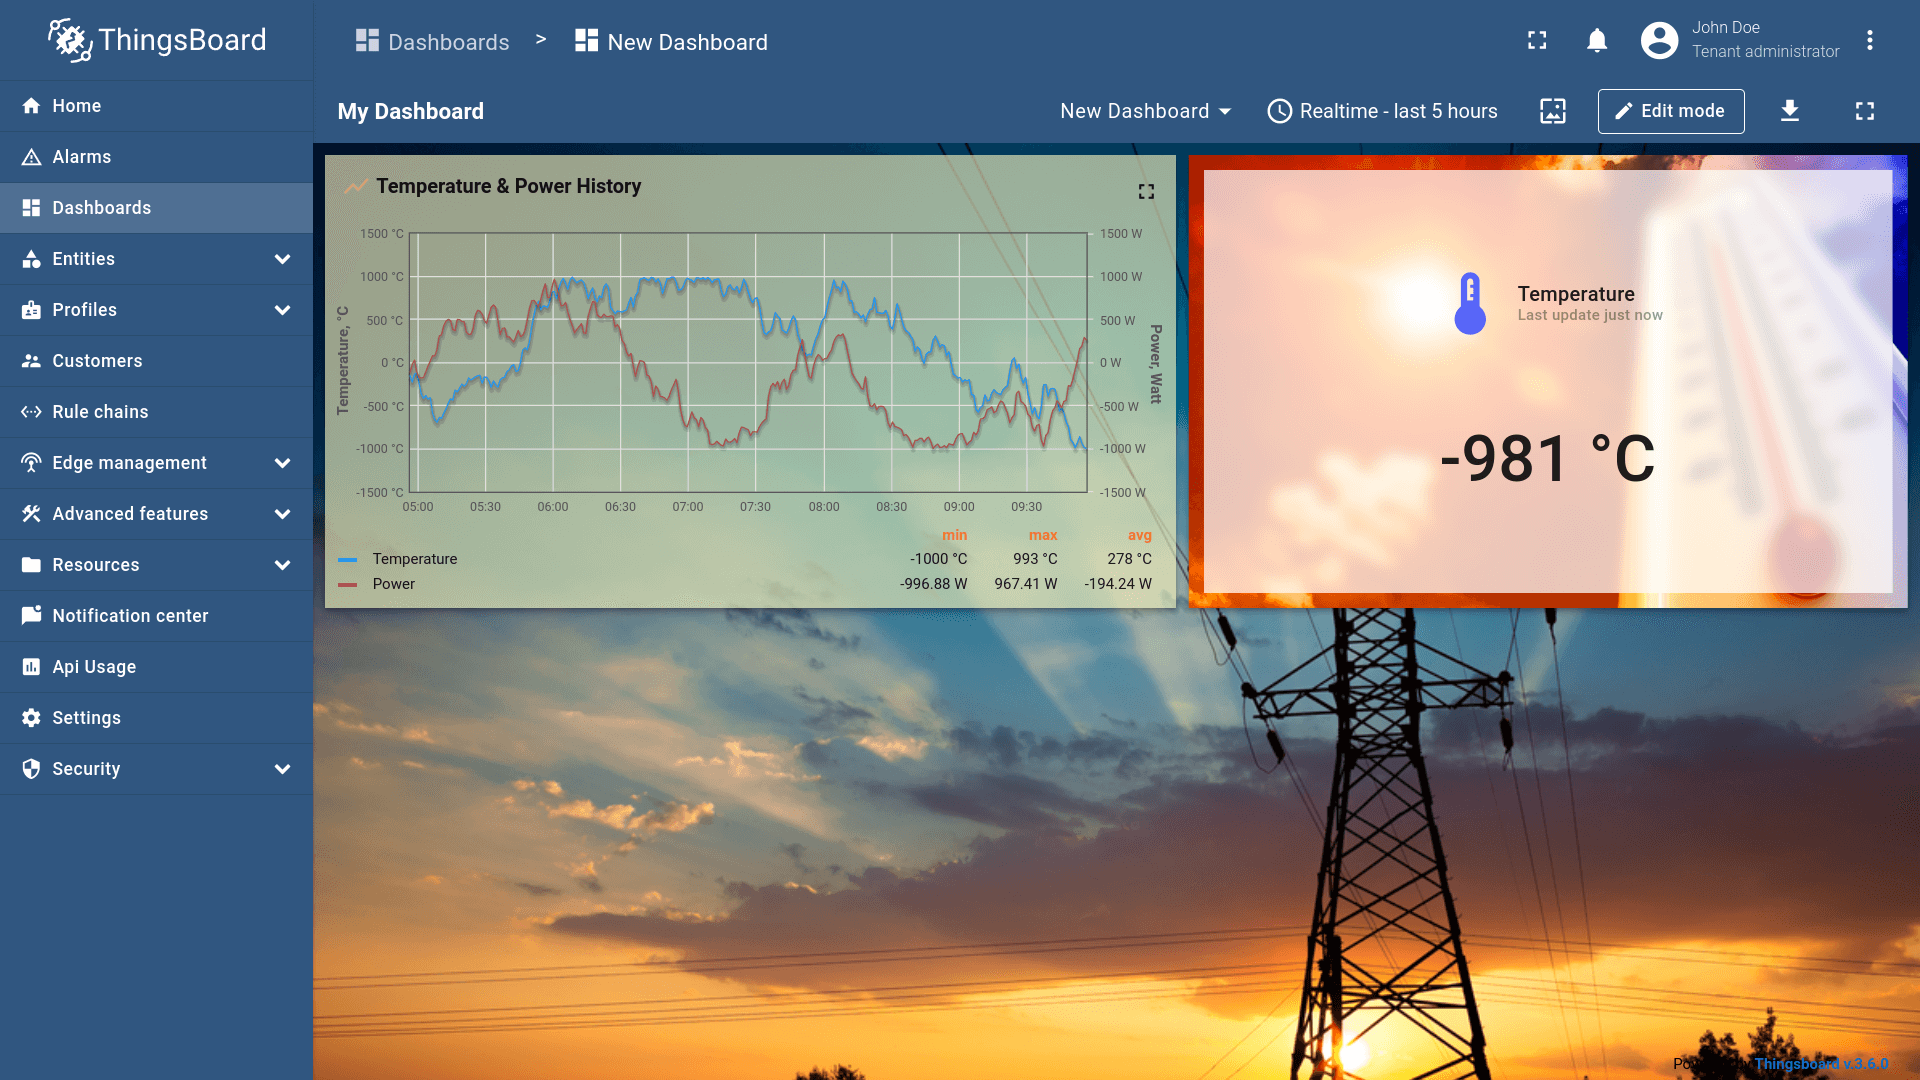 ThingsBoard
Dashboards > New Dashboard
John Doe
Tenant administrator
Home
Alarms
Dashboards
Entities
Profiles
Customers
Rule chains
Edge management
Advanced features
Resources
Notification center
Api Usage
Settings
Security
My Dashboard
New Dashboard
Realtime - last 5 hours
Edit mode
Temperature & Power History
1500 °C
1000 °C
500 °C
0 °C
-500 °C
-1000 °C
-1500 °C
Temperature, °C
1500 W
1000 W
500 W
0 W
-500 W
-1000 W
-1500 W
Power, Watt
05:00 05:30 06:00 06:30 07:00 07:30 08:00 08:30 09:00 09:30
min max avg
Temperature -1000 °C 993 °C 278 °C
Power -996.88 W 967.41 W -194.24 W
Temperature
Last update just now
-981 °C
Thingsboard v.3.6.0